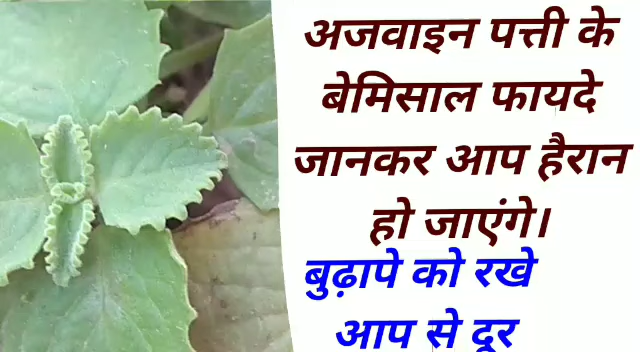 अजवाइन पत्ती के
बेमिसाल फायदे
जानकर आप हैरान
हो जाएंगे।
बुढ़ापे को रखे
आप से दूर